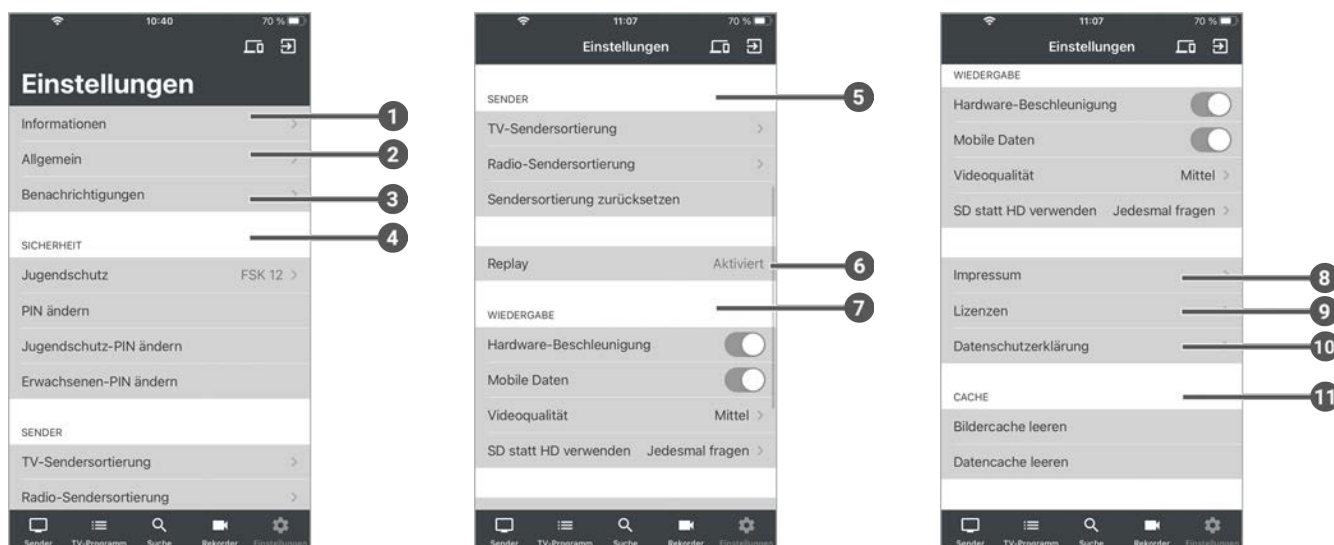 10:40
70 %
Einstellungen
Informationen
Allgemein
Benachrichtigungen
SICHERHEIT
Jugendschutz FSK 12
PIN ändern
Jugendschutz-PIN ändern
Erwachsenen-PIN ändern
SENDER
TV-Sendersortierung
Radio-Sendersortierung
Sender TV-Programm Suche Rekorder Einstellungen
1
2
3
4
11:07
70 %
Einstellungen
SENDER
TV-Sendersortierung
Radio-Sendersortierung
Sendersortierung zurücksetzen
Replay Aktiviert
WIEDERGABE
Hardware-Beschleunigung
Mobile Daten
Videoqualität Mittel
SD statt HD verwenden Jedesmal fragen
Sender TV-Programm Suche Rekorder Einstellungen
5
6
7
11:07
70 %
Einstellungen
WIEDERGABE
Hardware-Beschleunigung
Mobile Daten
Videoqualität Mittel
SD statt HD verwenden Jedesmal fragen
Impressum
Lizenzen
Datenschutzerklärung
CACHE
Bildercache leeren
Datencache leeren
Sender TV-Programm Suche Rekorder Einstellungen
8
9
10
11